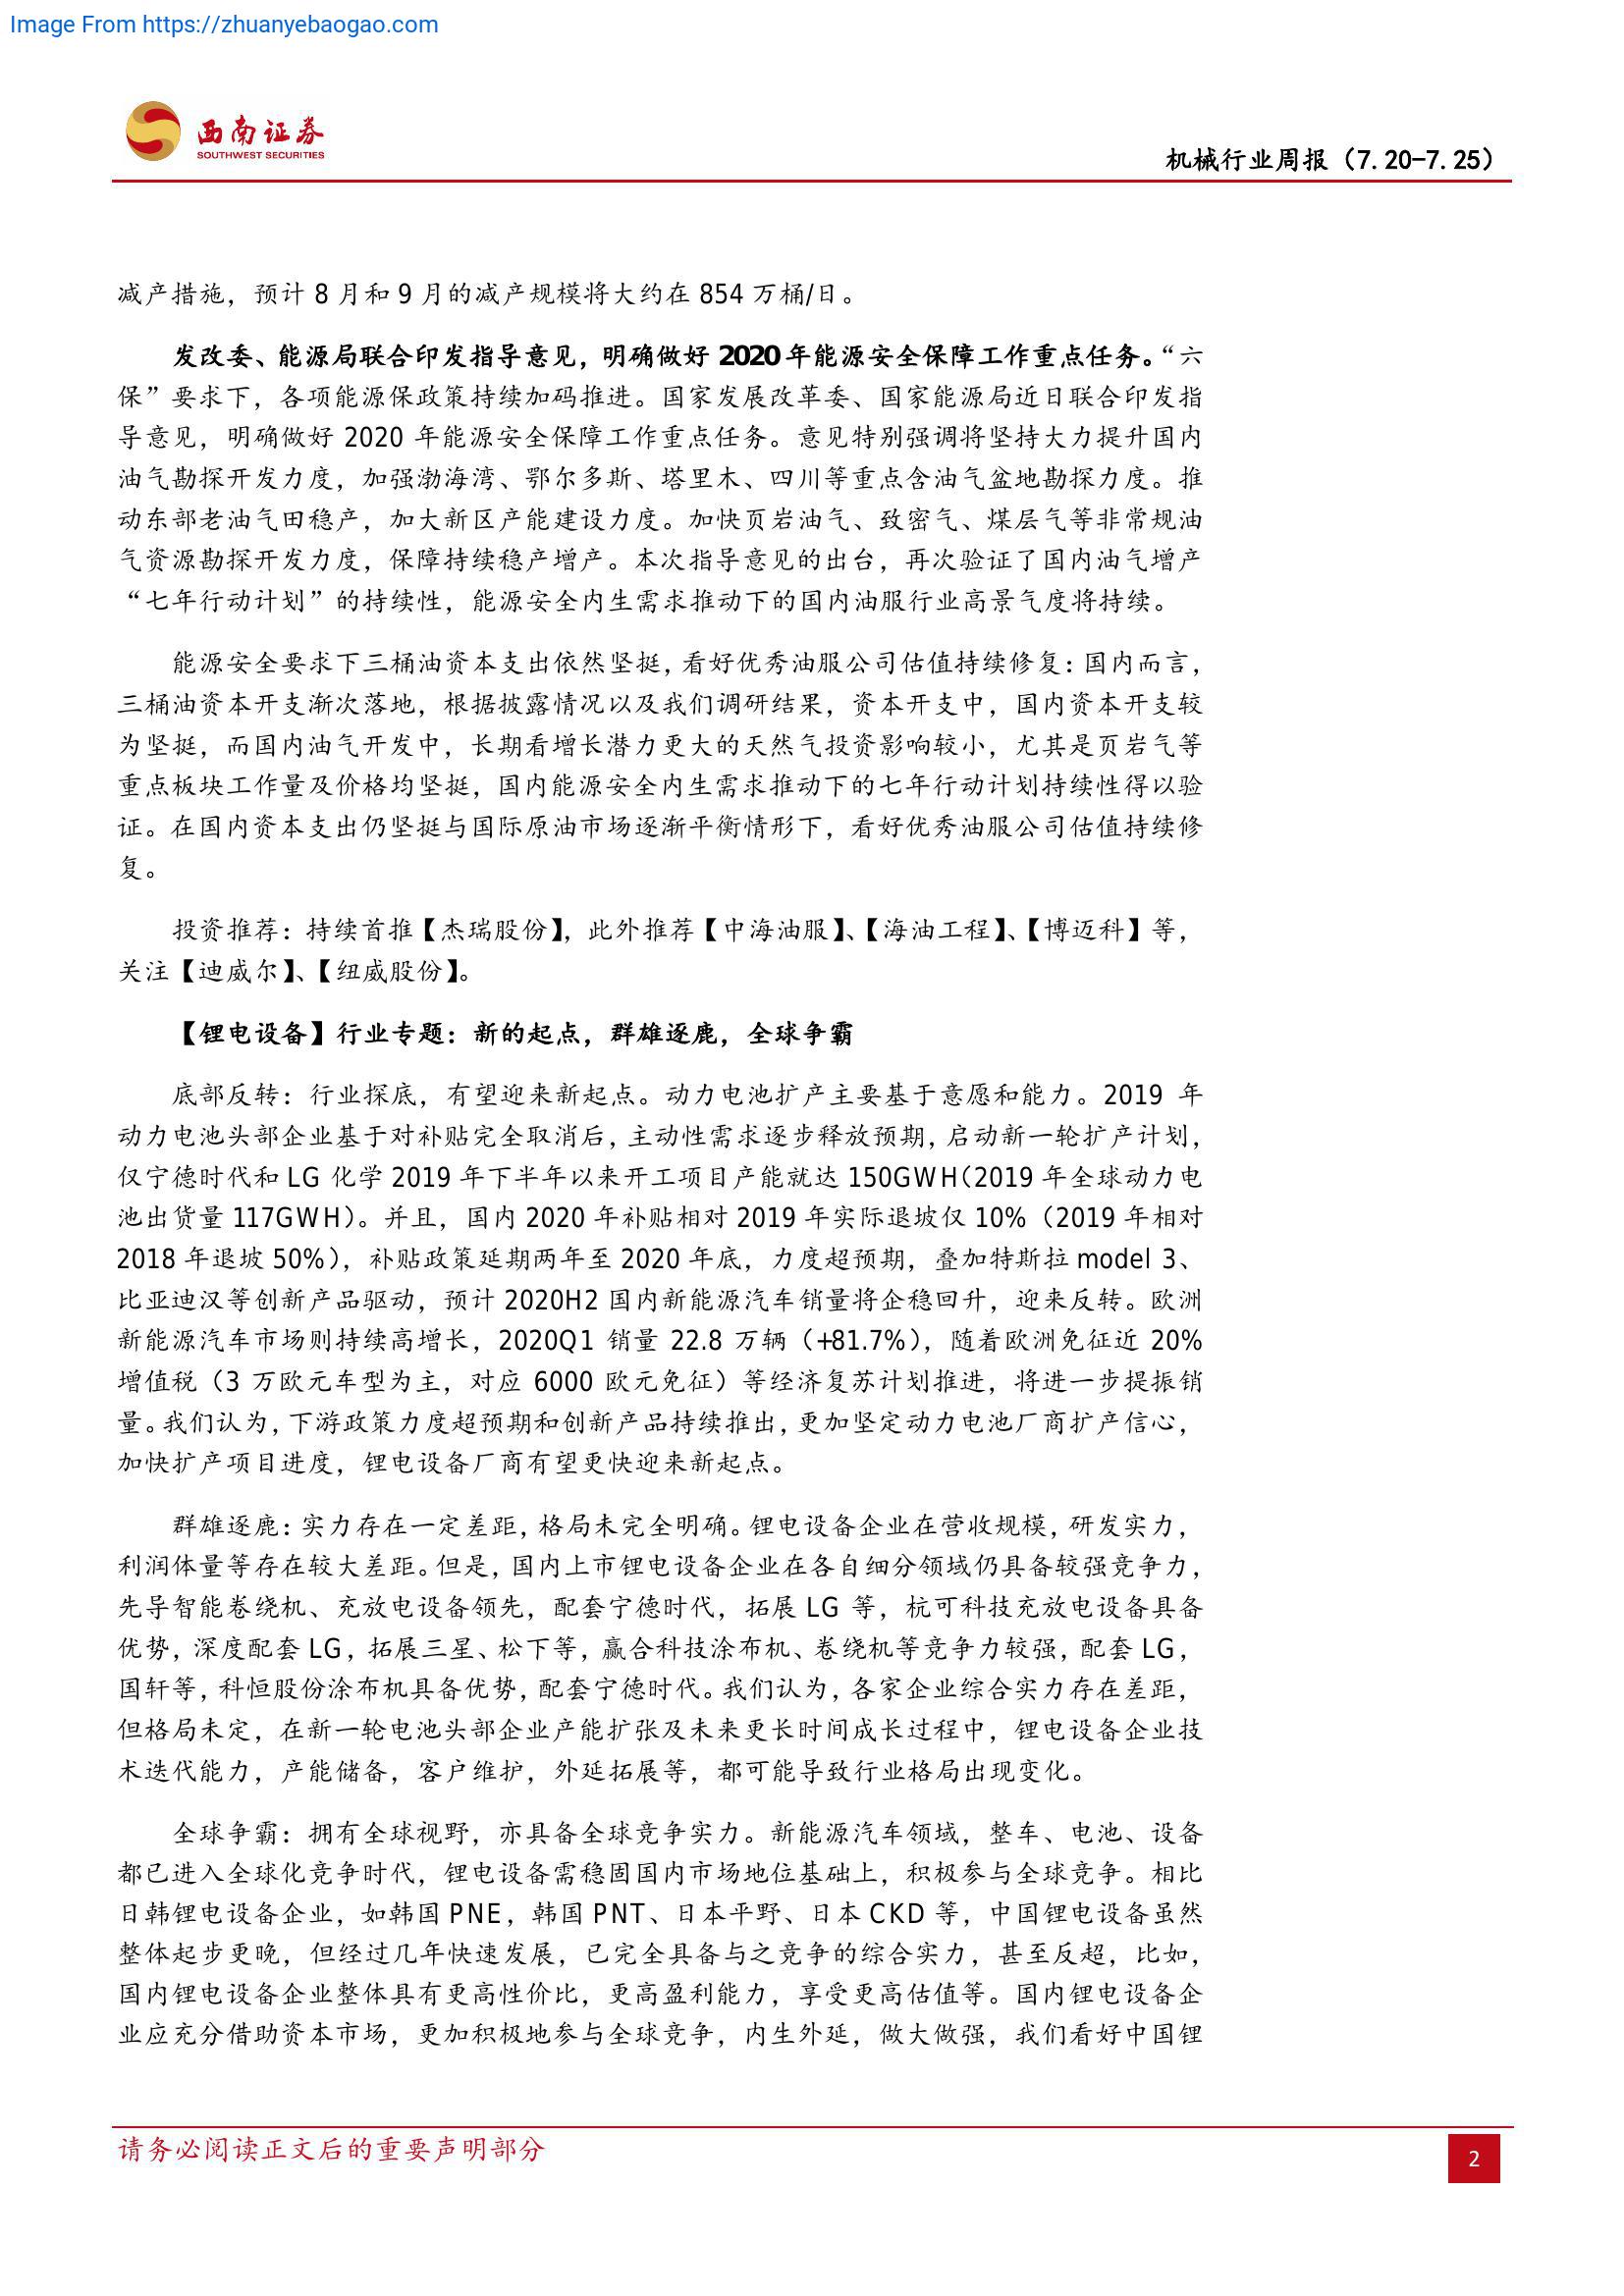 Image From https://zhuanyebaogao.com
西南证券
SOUTHWEST SECURITIES
机械行业周报（7.20-7.25）
减产措施，预计 8 月和 9 月的减产规模将大约在 854 万桶/日。
发改委、能源局联合印发指导意见，明确做好 2020 年能源安全保障工作重点任务。“六
保”要求下，各项能源保政策持续加码推进。国家发展改革委、国家能源局近日联合印发指
导意见，明确做好 2020 年能源安全保障工作重点任务。意见特别强调将坚持大力提升国内
油气勘探开发力度，加强渤海湾、鄂尔多斯、塔里木、四川等重点含油气盆地勘探力度。推
动东部老油气田稳产，加大新区产能建设力度。加快页岩油气、致密气、煤层气等非常规油
气资源勘探开发力度，保障持续稳产增产。本次指导意见的出台，再次验证了国内油气增产
“七年行动计划”的持续性，能源安全内生需求推动下的国内油服行业高景气度将持续。
能源安全要求下三桶油资本支出依然坚挺，看好优秀油服公司估值持续修复：国内而言，
三桶油资本开支渐次落地，根据披露情况以及我们调研结果，资本开支中，国内资本开支较
为坚挺，而国内油气开发中，长期看增长潜力更大的天然气投资影响较小，尤其是页岩气等
重点板块工作量及价格均坚挺，国内能源安全内生需求推动下的七年行动计划持续性得以验
证。在国内资本支出仍坚挺与国际原油市场逐渐平衡情形下，看好优秀油服公司估值持续修
复。
投资推荐：持续首推【杰瑞股份】，此外推荐【中海油服】、【海油工程】、【博迈科】等，
关注【迪威尔】、【纽威股份】。
【锂电设备】行业专题：新的起点，群雄逐鹿，全球争霸
底部反转：行业探底，有望迎来新起点。动力电池扩产主要基于意愿和能力。2019 年
动力电池头部企业基于对补贴完全取消后，主动性需求逐步释放预期，启动新一轮扩产计划，
仅宁德时代和 LG 化学 2019 年下半年以来开工项目产能就达 150GWH（2019 年全球动力电
池出货量 117GWH）。并且，国内 2020 年补贴相对 2019 年实际退坡仅 10%（2019 年相对
2018 年退坡 50%），补贴政策延期两年至 2020 年底，力度超预期，叠加特斯拉 model 3、
比亚迪汉等创新产品驱动，预计 2020H2 国内新能源汽车销量将企稳回升，迎来反转。欧洲
新能源汽车市场则持续高增长，2020Q1 销量 22.8 万辆（+81.7%），随着欧洲免征近 20%
增值税（3 万欧元车型为主，对应 6000 欧元免征）等经济复苏计划推进，将进一步提振销
量。我们认为，下游政策力度超预期和创新产品持续推出，更加坚定动力电池厂商扩产信心，
加快扩产项目进度，锂电设备厂商有望更快迎来新起点。
群雄逐鹿：实力存在一定差距，格局未完全明确。锂电设备企业在营收规模，研发实力，
利润体量等存在较大差距。但是，国内上市锂电设备企业在各自细分领域仍具备较强竞争力，
先导智能卷绕机、充放电设备领先，配套宁德时代，拓展 LG 等，杭可科技充放电设备具备
优势，深度配套 LG，拓展三星、松下等，赢合科技涂布机、卷绕机等竞争力较强，配套 LG，
国轩等，科恒股份涂布机具备优势，配套宁德时代。我们认为，各家企业综合实力存在差距，
但格局未定，在新一轮电池头部企业产能扩张及未来更长时间成长过程中，锂电设备企业技
术迭代能力，产能储备，客户维护，外延拓展等，都可能导致行业格局出现变化。
全球争霸：拥有全球视野，亦具备全球竞争实力。新能源汽车领域，整车、电池、设备
都已进入全球化竞争时代，锂电设备需稳固国内市场地位基础上，积极参与全球竞争。相比
日韩锂电设备企业，如韩国 PNE，韩国 PNT、日本平野、日本 CKD 等，中国锂电设备虽然
整体起步更晚，但经过几年快速发展，已完全具备与之竞争的综合实力，甚至反超，比如，
国内锂电设备企业整体具有更高性价比，更高盈利能力，享受更高估值等。国内锂电设备企
业应充分借助资本市场，更加积极地参与全球竞争，内生外延，做大做强，我们看好中国锂
请务必阅读正文后的重要声明部分
2